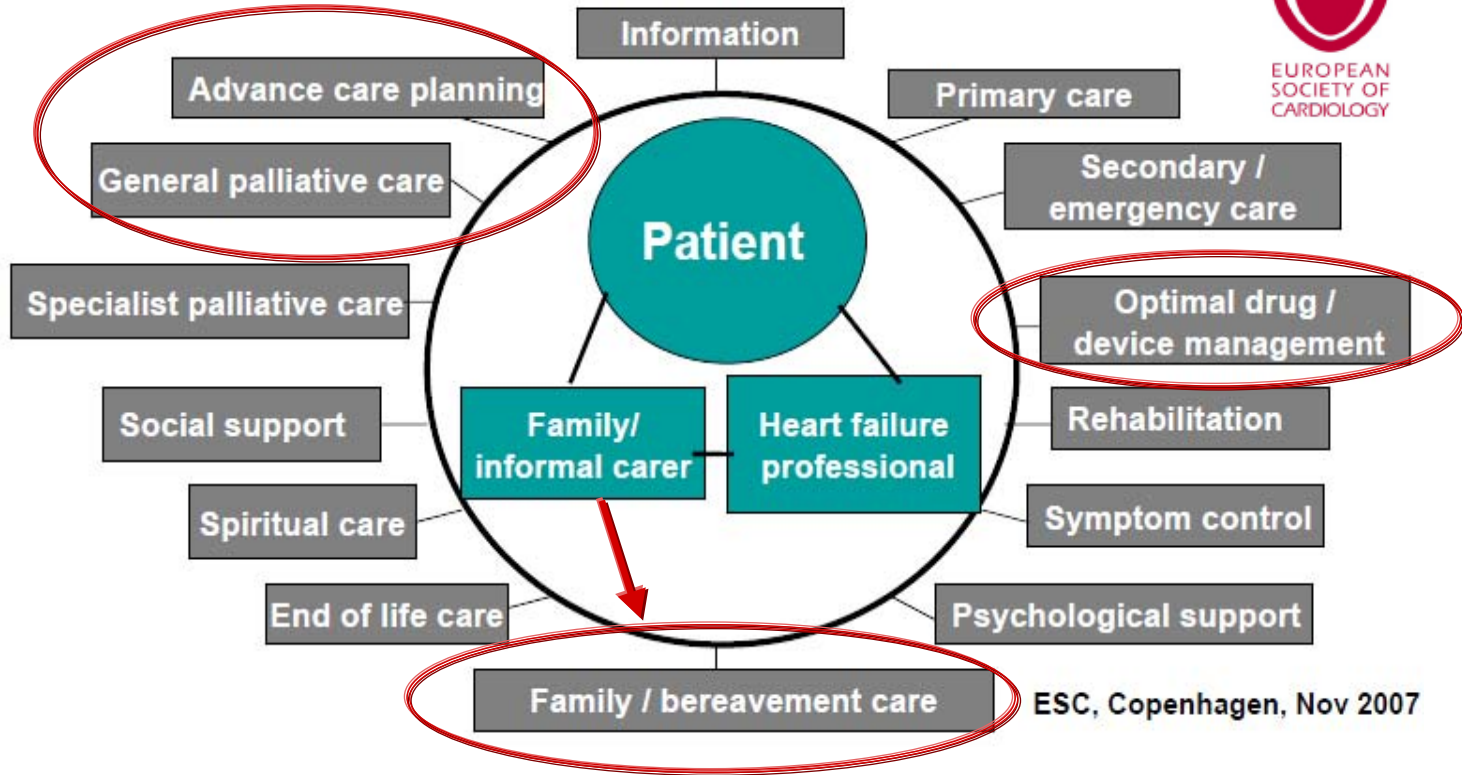 Information
Advance care planning
Primary care
EUROPEAN
SOCIETY OF
CARDIOLOGY
General palliative care
Secondary /
emergency care
Patient
Specialist palliative care
Optimal drug /
device management
Social support
Family/
informal carer
Heart failure
professional
Rehabilitation
Spiritual care
Symptom control
End of life care
Psychological support
Family / bereavement care
ESC, Copenhagen, Nov 2007